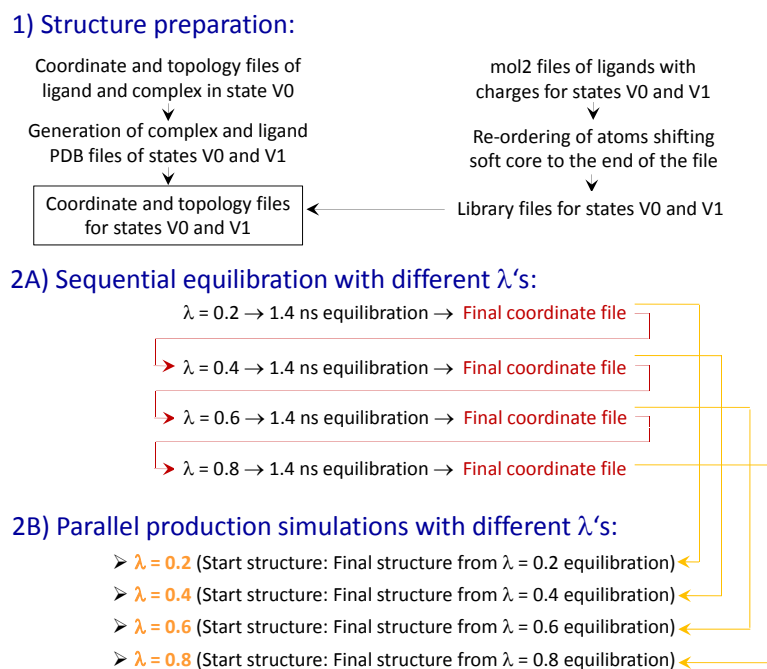 1) Structure preparation:
Coordinate and topology files of
ligand and complex in state V0
Generation of complex and ligand
PDB files of states V0 and V1
Coordinate and topology files
for states V0 and V1
mol2 files of ligands with
charges for states V0 and V1
Re-ordering of atoms shifting
soft core to the end of the file
Library files for states V0 and V1
2A) Sequential equilibration with different λ‘s:
λ = 0.2 → 1.4 ns equilibration → Final coordinate file
λ = 0.4 → 1.4 ns equilibration → Final coordinate file
λ = 0.6 → 1.4 ns equilibration → Final coordinate file
λ = 0.8 → 1.4 ns equilibration → Final coordinate file
2B) Parallel production simulations with different λ‘s:
➢ λ = 0.2 (Start structure: Final structure from λ = 0.2 equilibration)
➢ λ = 0.4 (Start structure: Final structure from λ = 0.4 equilibration)
➢ λ = 0.6 (Start structure: Final structure from λ = 0.6 equilibration)
➢ λ = 0.8 (Start structure: Final structure from λ = 0.8 equilibration)